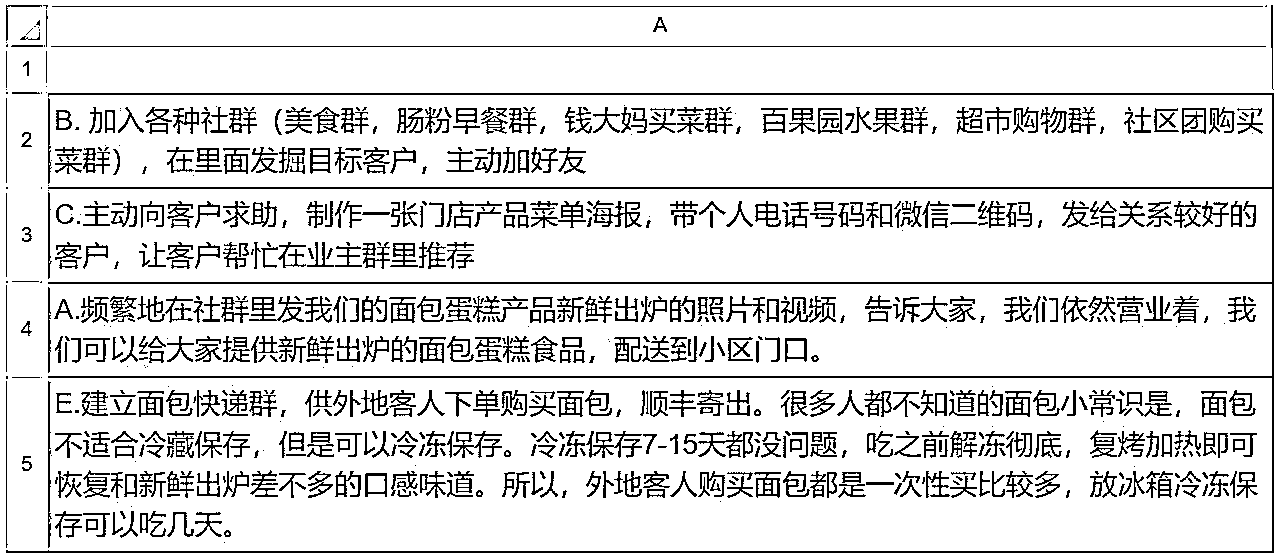 A
1
2
B. 加入各种社群（美食群，肠粉早餐群，钱大妈买菜群，百果园水果群，超市购物群，社区团购买
菜群），在里面发掘目标客户，主动加好友
3
C.主动向客户求助，制作一张门店产品菜单海报，带个人电话号码和微信二维码，发给关系较好的
客户，让客户帮忙在业主群里推荐
4
A.频繁地在社群里发我们的面包蛋糕产品新鲜出炉的照片和视频，告诉大家，我们依然营业着，我
们可以给大家提供新鲜出炉的面包蛋糕食品，配送到小区门口。
5
E.建立面包快递群，供外地客人下单购买面包，顺丰寄出。很多人都不知道的面包小常识是，面包
不适合冷藏保存，但是可以冷冻保存。冷冻保存7-15天都没问题，吃之前解冻彻底，复烤加热即可
恢复和新鲜出炉差不多的口感味道。所以，外地客人购买面包都是一次性买比较多，放冰箱冷冻保
存可以吃几天。